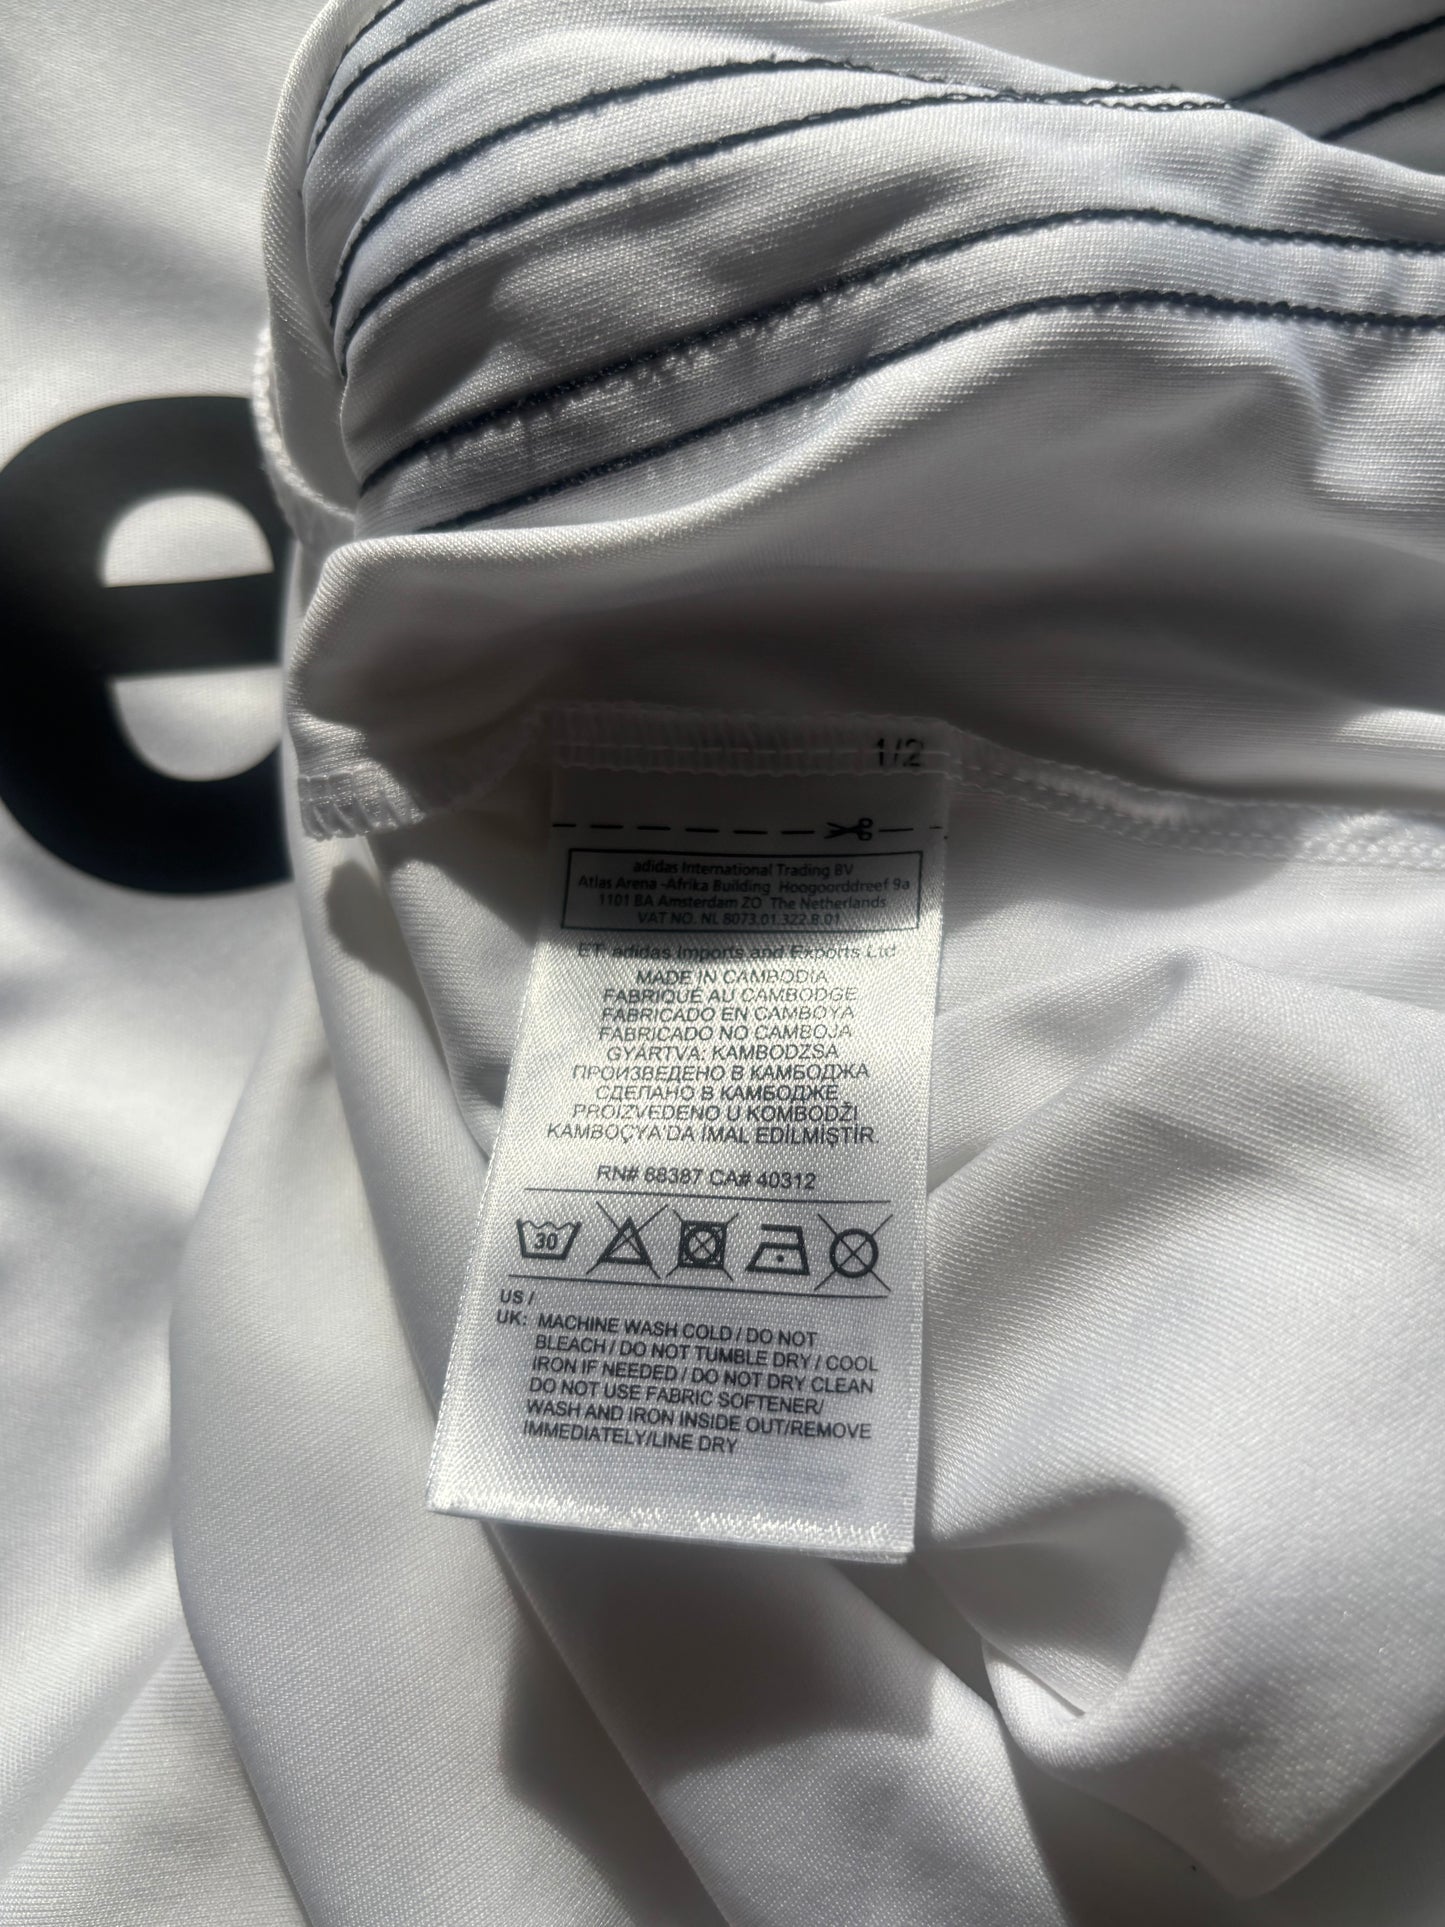 e
1/2
adidas International Trading BV
Atlas Arena -Afrika Building Hoogoorddreef 9a
1101 BA Amsterdam ZO The Netherlands
VAT NO. NL 8073.01.322.B.01
ET. adidas Imports and Exports Ltd
MADE IN CAMBODIA
FABRIQUÉ AU CAMBODGE
FABRICADO EN CAMBOYA
FABRICADO NO CAMBOJA
GYÁRTVA: KAMBODZSA
ПРОИЗВЕДЕНО В КАМБОДЖА
СДЕЛАНО В КАМБОДЖЕ
PROIZVEDENO U KOMBODŽI
KAMBOÇYA'DA İMAL EDİLMİŞTİR.
RN# 68387 CA# 40312
30
US /
UK: MACHINE WASH COLD / DO NOT
BLEACH / DO NOT TUMBLE DRY / COOL
IRON IF NEEDED / DO NOT DRY CLEAN
DO NOT USE FABRIC SOFTENER/
WASH AND IRON INSIDE OUT/REMOVE
IMMEDIATELY/LINE DRY